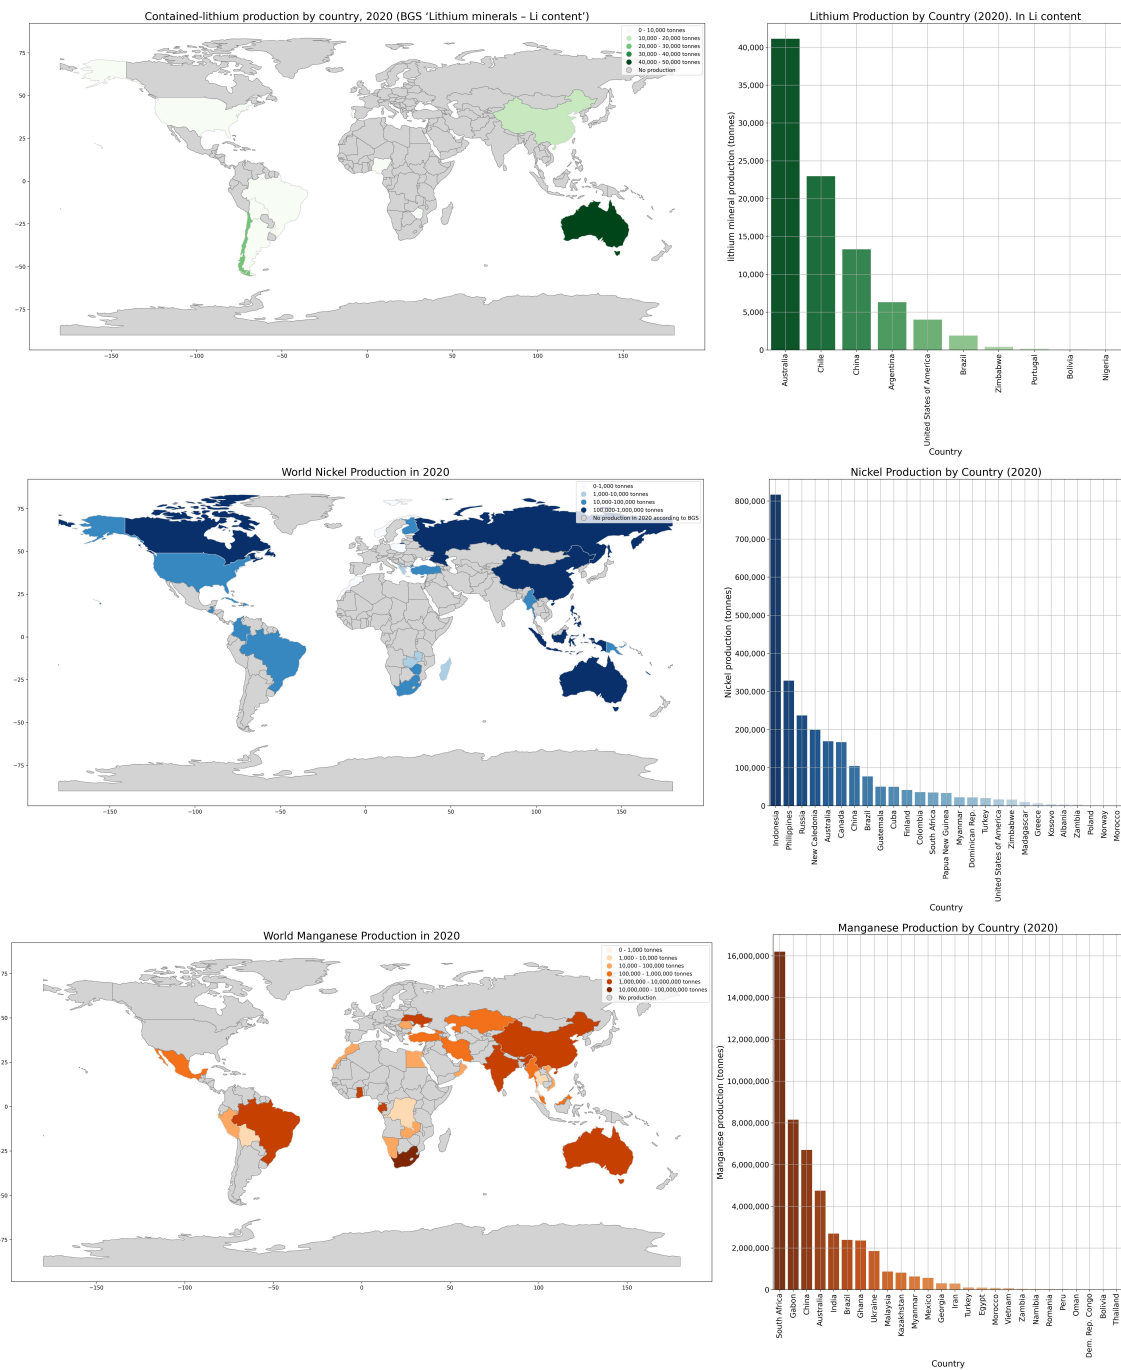 Contained-lithium production by country, 2020 (BGS ‘Lithium minerals – Li content’)
0 - 10,000 tonnes
10,000 - 20,000 tonnes
20,000 - 30,000 tonnes
30,000 - 40,000 tonnes
40,000 - 50,000 tonnes
No production
75
50
25
0
−25
−50
−75
−150
−100
−50
0
50
100
150
Lithium Production by Country (2020). In Li content
lithium mineral production (tonnes)
40,000
35,000
30,000
25,000
20,000
15,000
10,000
5,000
0
Australia
Chile
China
Argentina
United States of America
Brazil
Zimbabwe
Portugal
Bolivia
Nigeria
Country
World Nickel Production in 2020
0-1,000 tonnes
1,000-10,000 tonnes
10,000-100,000 tonnes
100,000-1,000,000 tonnes
No production in 2020 according to BGS
75
50
25
0
−25
−50
−75
−150
−100
−50
0
50
100
150
Nickel Production by Country (2020)
Nickel production (tonnes)
800,000
700,000
600,000
500,000
400,000
300,000
200,000
100,000
0
Indonesia
Philippines
Russia
New Caledonia
Australia
Canada
China
Brazil
Guatemala
Cuba
Finland
Colombia
South Africa
Papua New Guinea
Myanmar
Dominican Rep.
Turkey
United States of America
Zimbabwe
Madagascar
Greece
Kosovo
Albania
Zambia
Poland
Norway
Morocco
Country
World Manganese Production in 2020
0 - 1,000 tonnes
1,000 - 10,000 tonnes
10,000 - 100,000 tonnes
100,000 - 1,000,000 tonnes
1,000,000 - 10,000,000 tonnes
10,000,000 - 100,000,000 tonnes
No production
75
50
25
0
−25
−50
75
−150
−100
−50
0
50
100
150
Manganese Production by Country (2020)
Manganese production (tonnes)
16,000,000
14,000,000
12,000,000
10,000,000
8,000,000
6,000,000
4,000,000
2,000,000
0
South Africa
Gabon
China
Australia
India
Brazil
Ghana
Ukraine
Malaysia
Kazakhstan
Myanmar
Mexico
Georgia
Iran
Turkey
Egypt
Morocco
Vietnam
Zambia
Namibia
Romania
Peru
Oman
Dem. Rep. Congo
Bolivia
Thailand
Country